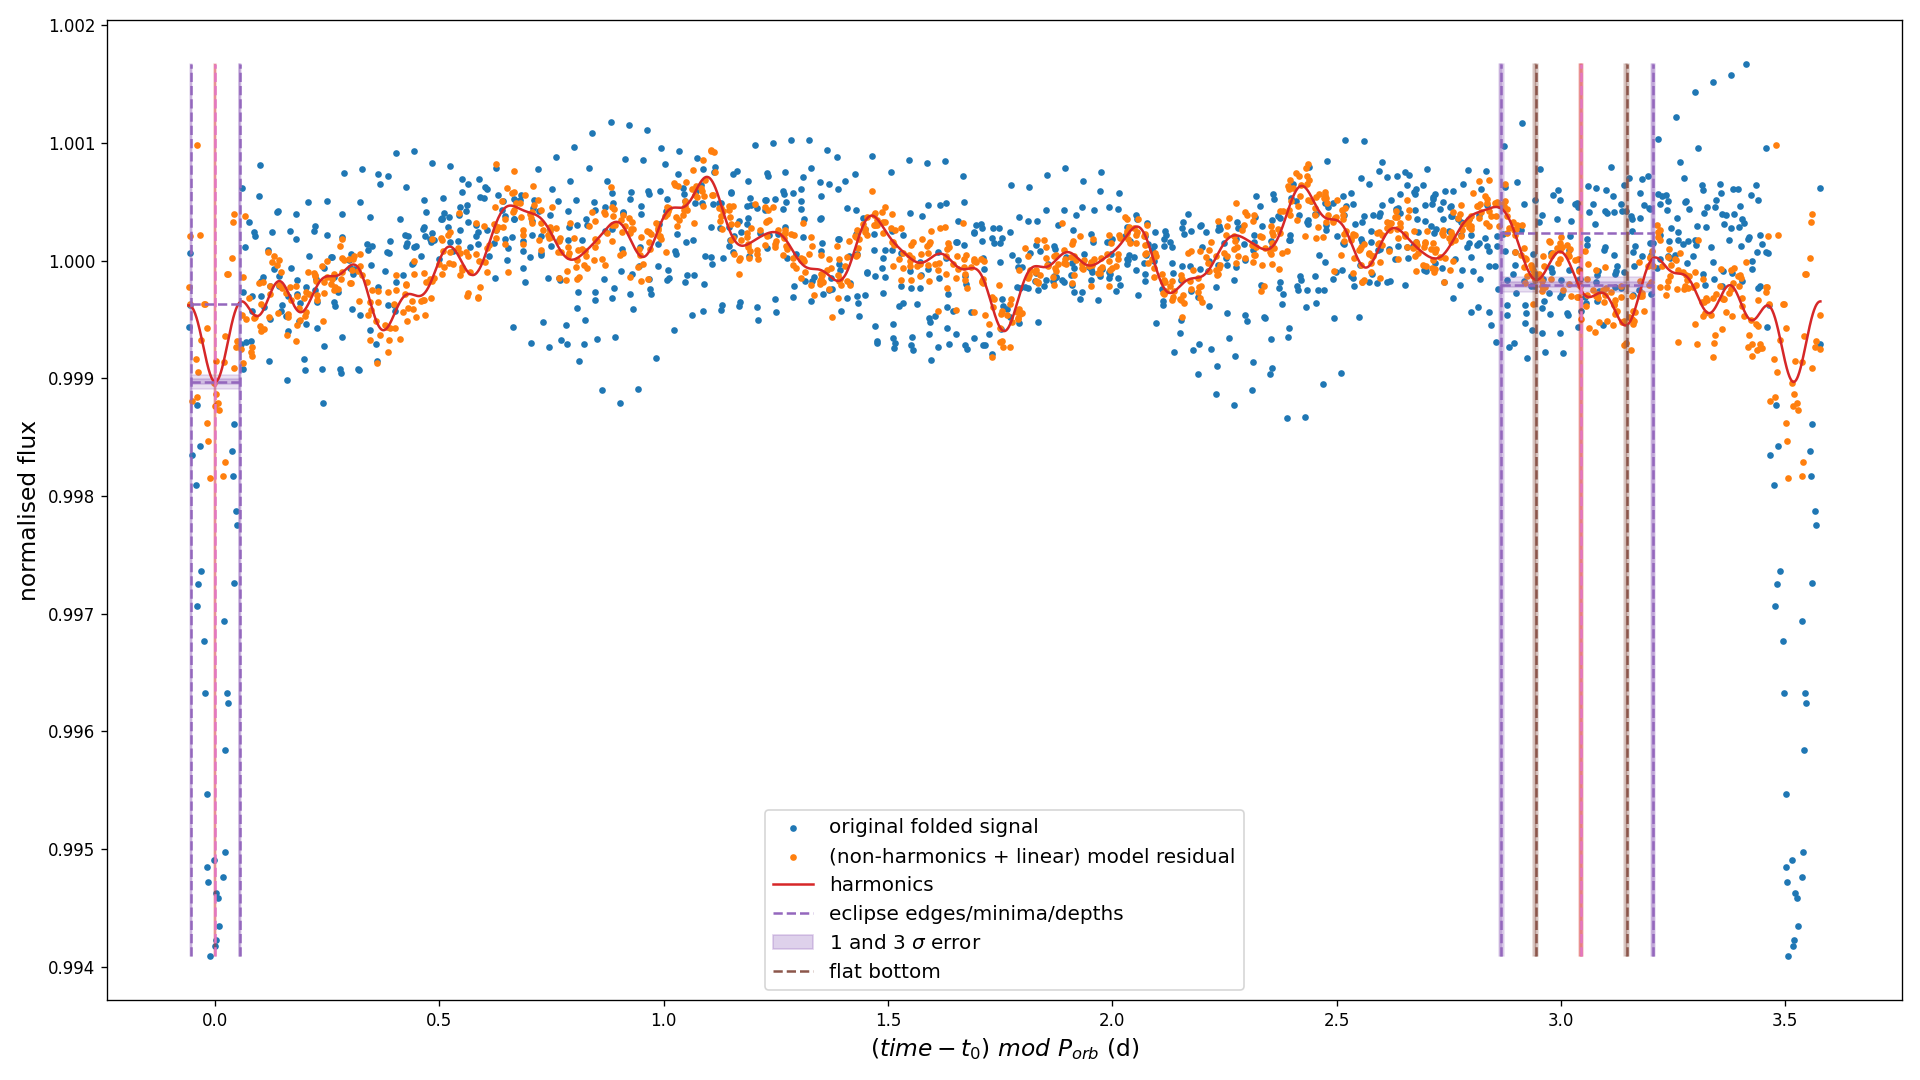 1.002
1.001
1.000
0.999
0.998
0.997
0.996
0.995
0.994
normalised flux
original folded signal
(non-harmonics + linear) model residual
harmonics
eclipse edges/minima/depths
1 and 3 σ error
flat bottom
0.0 0.5 1.0 1.5 2.0 2.5 3.0 3.5
(time − t₀) mod P_orb (d)